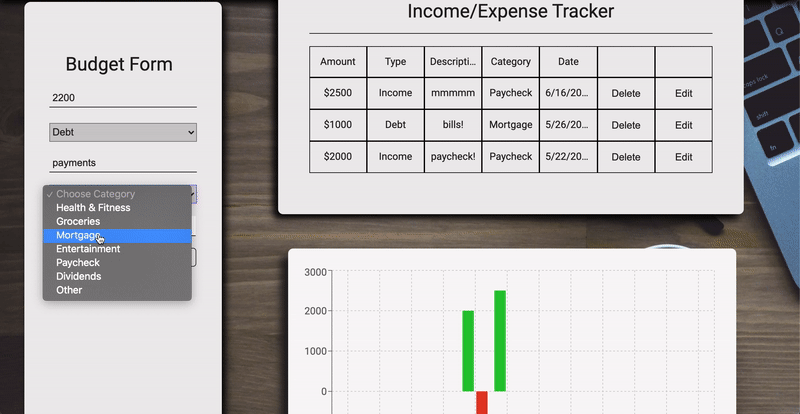 Budget Form
2200
Debt
payments
Choose Category
Health & Fitness
Groceries
Mortgage
Entertainment
Paycheck
Dividends
Other
Income/Expense Tracker
Amount Type Descripti... Category Date
$2500 Income mmmmm Paycheck 6/16/20... Delete Edit
$1000 Debt bills! Mortgage 5/26/20... Delete Edit
$2000 Income paycheck! Paycheck 5/22/20... Delete Edit
3000
2000
1000
0
caps lock
shift
fn
Q
A
Z